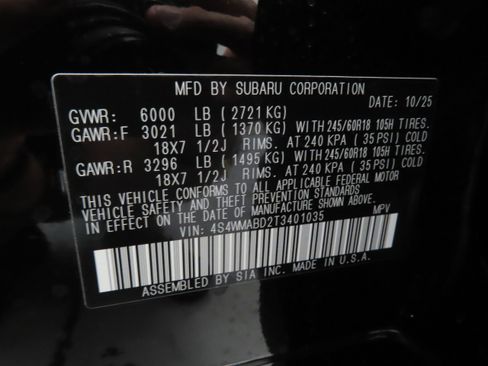 MFD BY SUBARU CORPORATION
DATE: 10/25
GVWR: 6000 LB ( 2721 KG)
GAWR:F 3021 LB ( 1370 KG) WITH 245/60R18 105H TIRES.
18X7 1/2J RIMS. AT 240 KPA ( 35 PSI) COLD
GAWR:R 3296 LB ( 1495 KG) WITH 245/60R18 105H TIRES.
18X7 1/2J RIMS. AT 240 KPA ( 35 PSI) COLD
THIS VEHICLE CONFORMS TO ALL APPLICABLE FEDERAL MOTOR
VEHICLE SAFETY AND THEFT PREVENTION STANDARDS
IN EFFECT ON THE DATE OF MANUFACTURE SHOWN ABOVE.
VIN: 4S4WMABD2T3401035 MPV
ASSEMBLED BY SIA INC. MADE IN U.S.A.